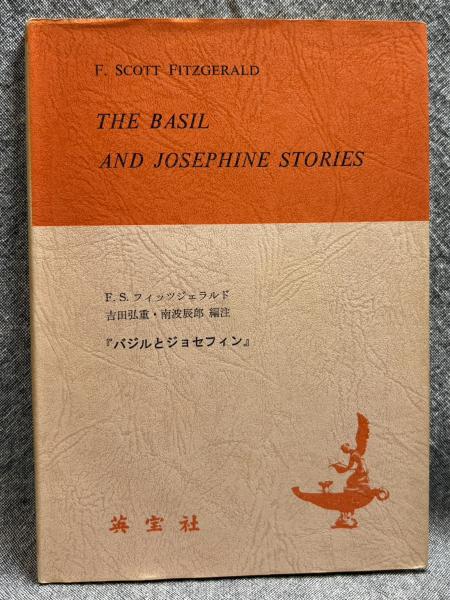 F. SCOTT FITZGERALD
THE BASIL
AND JOSEPHINE STORIES
F. S. フィッツジェラルド
吉田弘重・南波辰郎 編注
『バジルとジョセフィン』
英宝社